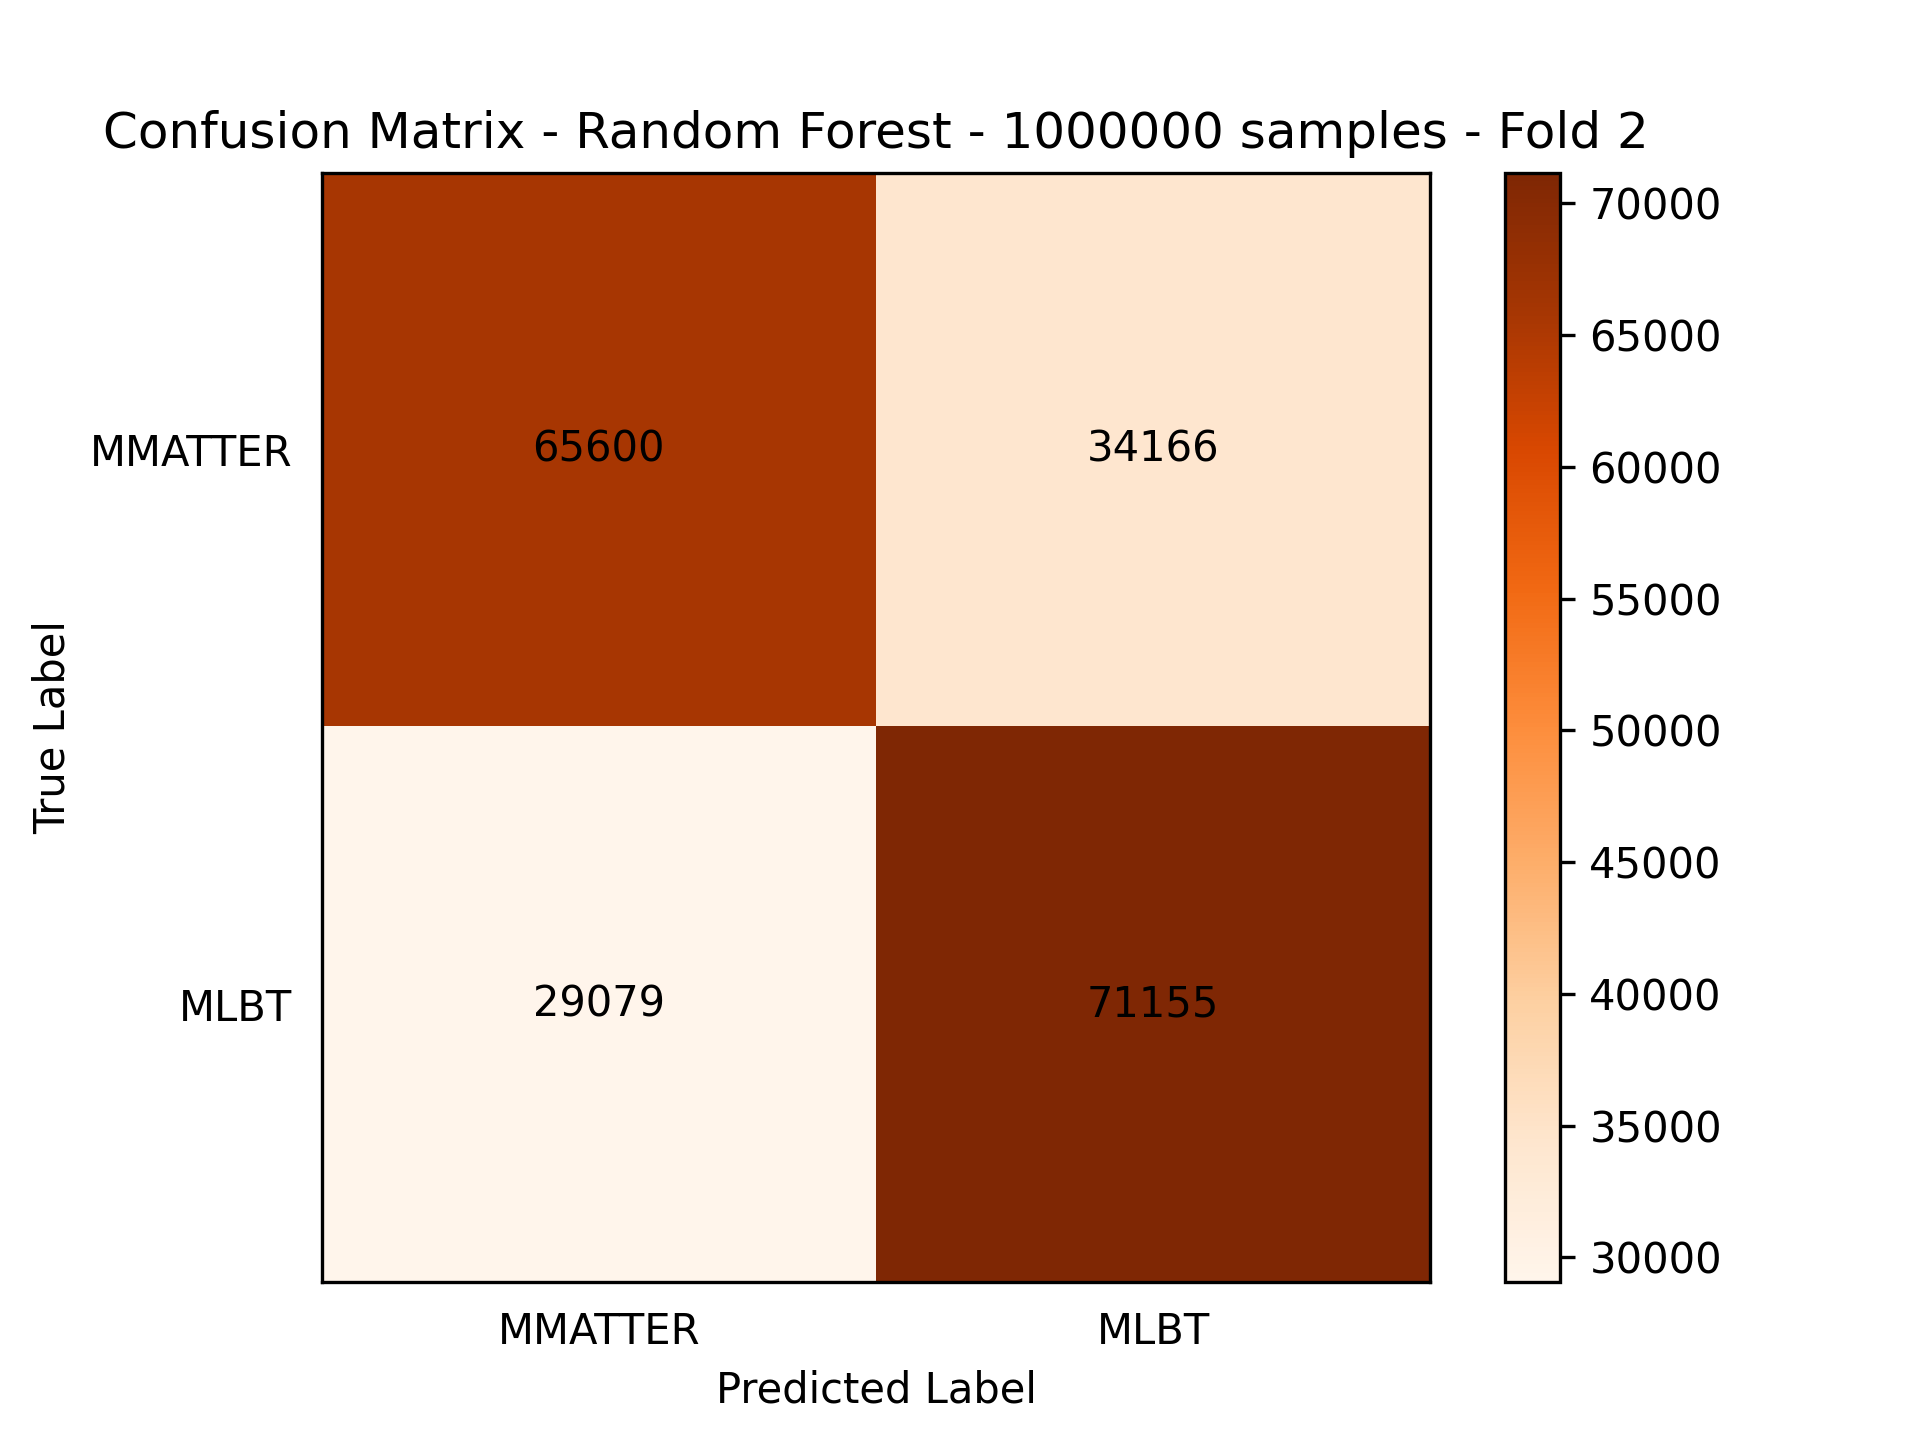 Confusion Matrix - Random Forest - 1000000 samples - Fold 2
True Label
MMATTER
65600
34166
MLBT
29079
71155
MMATTER
MLBT
Predicted Label
70000
65000
60000
55000
50000
45000
40000
35000
30000